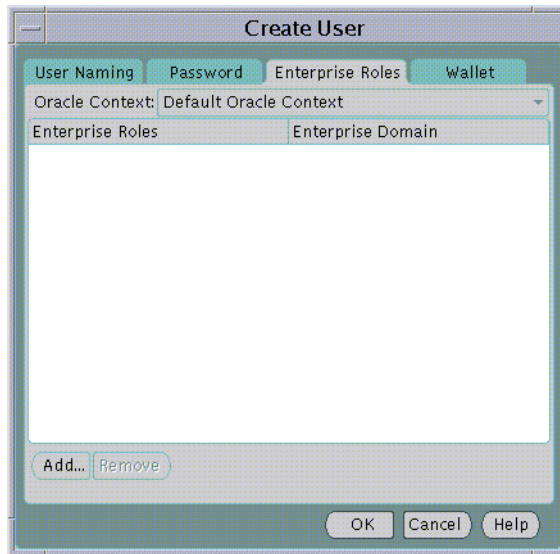 Create User
User Naming Password Enterprise Roles Wallet
Oracle Context: Default Oracle Context
Enterprise Roles Enterprise Domain
Add... Remove
OK Cancel Help